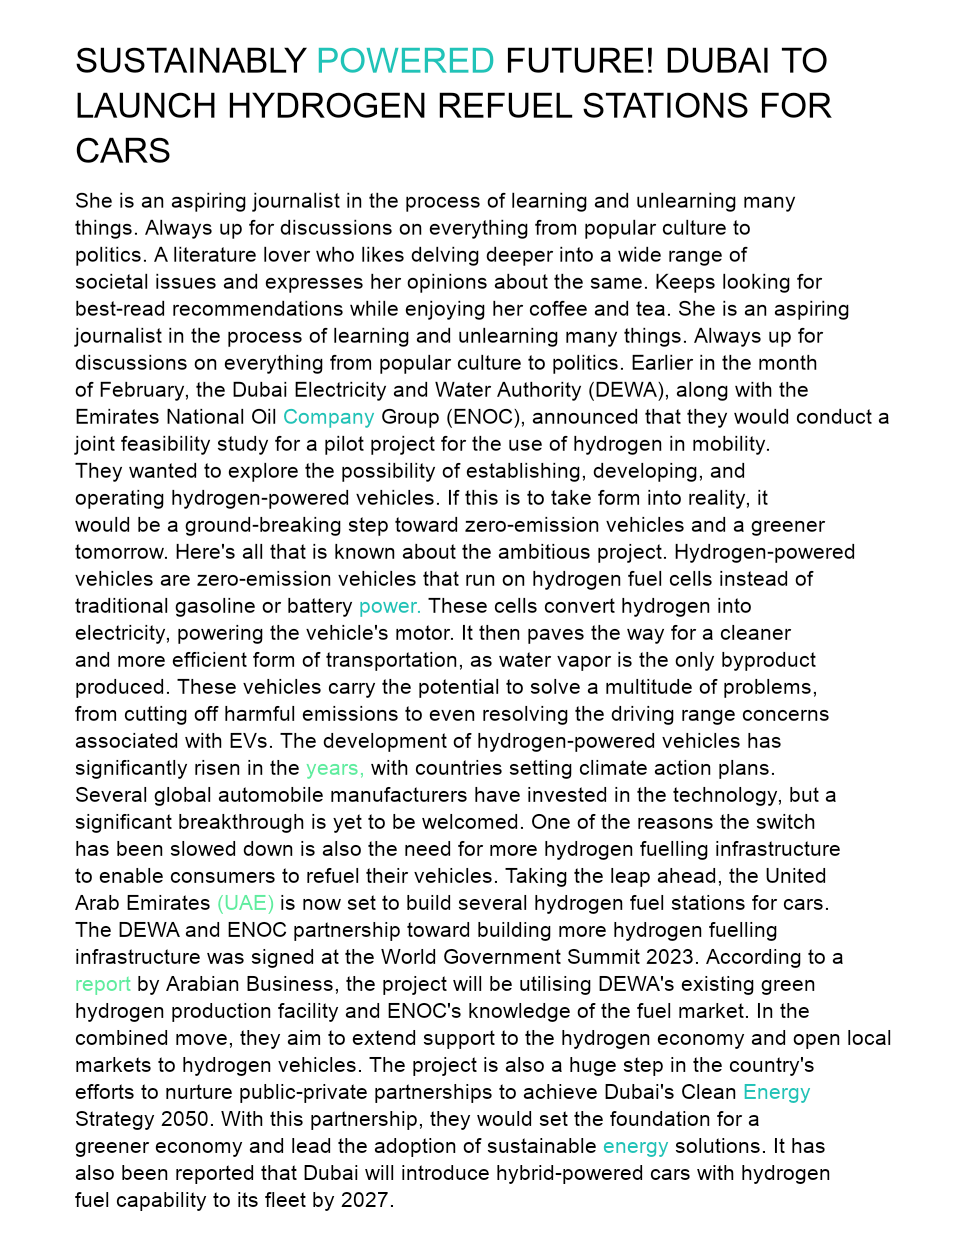 SUSTAINABLY POWERED FUTURE! DUBAI TO
LAUNCH HYDROGEN REFUEL STATIONS FOR
CARS
She is an aspiring journalist in the process of learning and unlearning many
things. Always up for discussions on everything from popular culture to
politics. A literature lover who likes delving deeper into a wide range of
societal issues and expresses her opinions about the same. Keeps looking for
best-read recommendations while enjoying her coffee and tea. She is an aspiring
journalist in the process of learning and unlearning many things. Always up for
discussions on everything from popular culture to politics. Earlier in the month
of February, the Dubai Electricity and Water Authority (DEWA), along with the
Emirates National Oil Company Group (ENOC), announced that they would conduct a
joint feasibility study for a pilot project for the use of hydrogen in mobility.
They wanted to explore the possibility of establishing, developing, and
operating hydrogen-powered vehicles. If this is to take form into reality, it
would be a ground-breaking step toward zero-emission vehicles and a greener
tomorrow. Here's all that is known about the ambitious project. Hydrogen-powered
vehicles are zero-emission vehicles that run on hydrogen fuel cells instead of
traditional gasoline or battery power. These cells convert hydrogen into
electricity, powering the vehicle's motor. It then paves the way for a cleaner
and more efficient form of transportation, as water vapor is the only byproduct
produced. These vehicles carry the potential to solve a multitude of problems,
from cutting off harmful emissions to even resolving the driving range concerns
associated with EVs. The development of hydrogen-powered vehicles has
significantly risen in the years, with countries setting climate action plans.
Several global automobile manufacturers have invested in the technology, but a
significant breakthrough is yet to be welcomed. One of the reasons the switch
has been slowed down is also the need for more hydrogen fuelling infrastructure
to enable consumers to refuel their vehicles. Taking the leap ahead, the United
Arab Emirates (UAE) is now set to build several hydrogen fuel stations for cars.
The DEWA and ENOC partnership toward building more hydrogen fuelling
infrastructure was signed at the World Government Summit 2023. According to a
report by Arabian Business, the project will be utilising DEWA's existing green
hydrogen production facility and ENOC's knowledge of the fuel market. In the
combined move, they aim to extend support to the hydrogen economy and open local
markets to hydrogen vehicles. The project is also a huge step in the country's
efforts to nurture public-private partnerships to achieve Dubai's Clean Energy
Strategy 2050. With this partnership, they would set the foundation for a
greener economy and lead the adoption of sustainable energy solutions. It has
also been reported that Dubai will introduce hybrid-powered cars with hydrogen
fuel capability to its fleet by 2027.